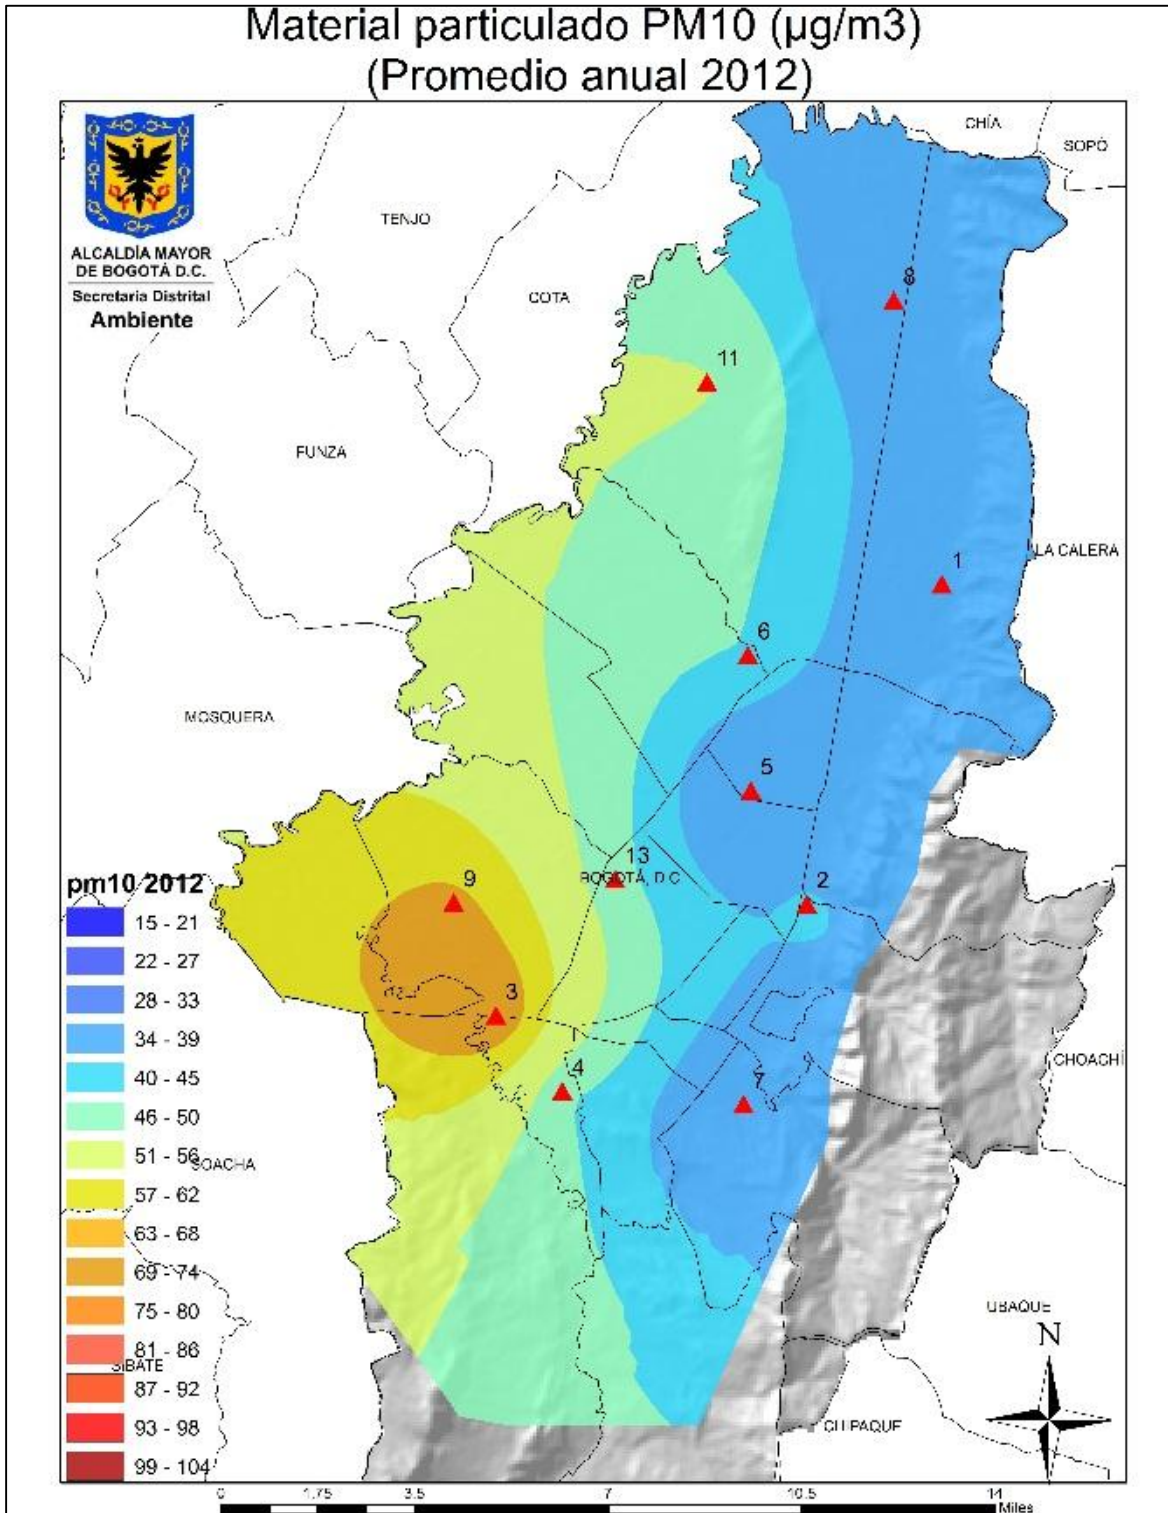 Material particulado PM10 (µg/m3)
(Promedio anual 2012)
ALCALDÍA MAYOR
DE BOGOTÁ D.C.
Secretaria Distrital
Ambiente
CHÍA
SOPÓ
TENJO
COTA
8
11
FUNZA
LA CALERA
1
6
MOSQUERA
5
13
BOGOTÁ, D.C
9
2
3
4
7
CHOACHÍ
SOACHA
UBAQUE
SIBATE
CHIPAQUE
N
pm10 2012
15 - 21
22 - 27
28 - 33
34 - 39
40 - 45
46 - 50
51 - 56
57 - 62
63 - 68
69 - 74
75 - 80
81 - 86
87 - 92
93 - 98
99 - 104
0 1.75 3.5 7 10.5 14
Miles